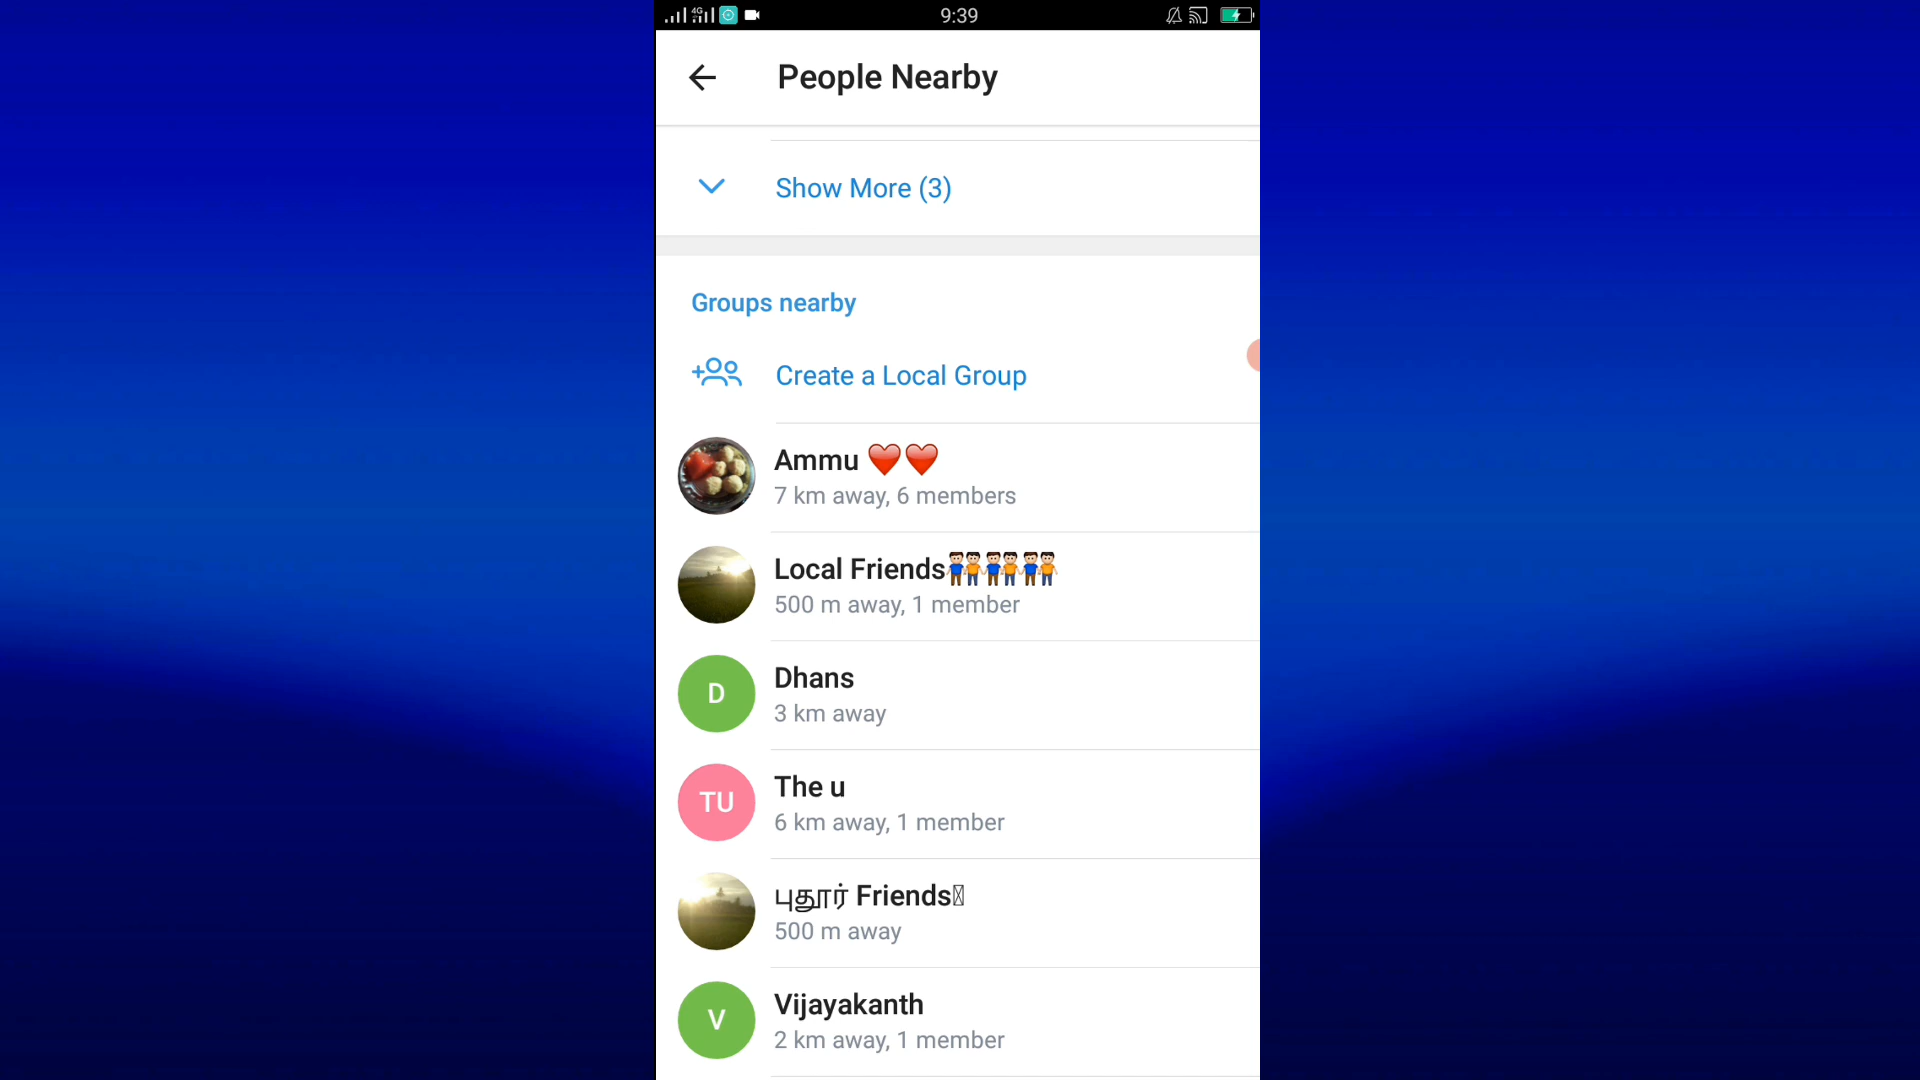 4G 9:39
People Nearby
Show More (3)
Groups nearby
Create a Local Group
Ammu ❤️❤️
7 km away, 6 members
Local Friends👬👬👬
500 m away, 1 member
D
Dhans
3 km away
TU
The u
6 km away, 1 member
புதூர் Friends
500 m away
V
Vijayakanth
2 km away, 1 member